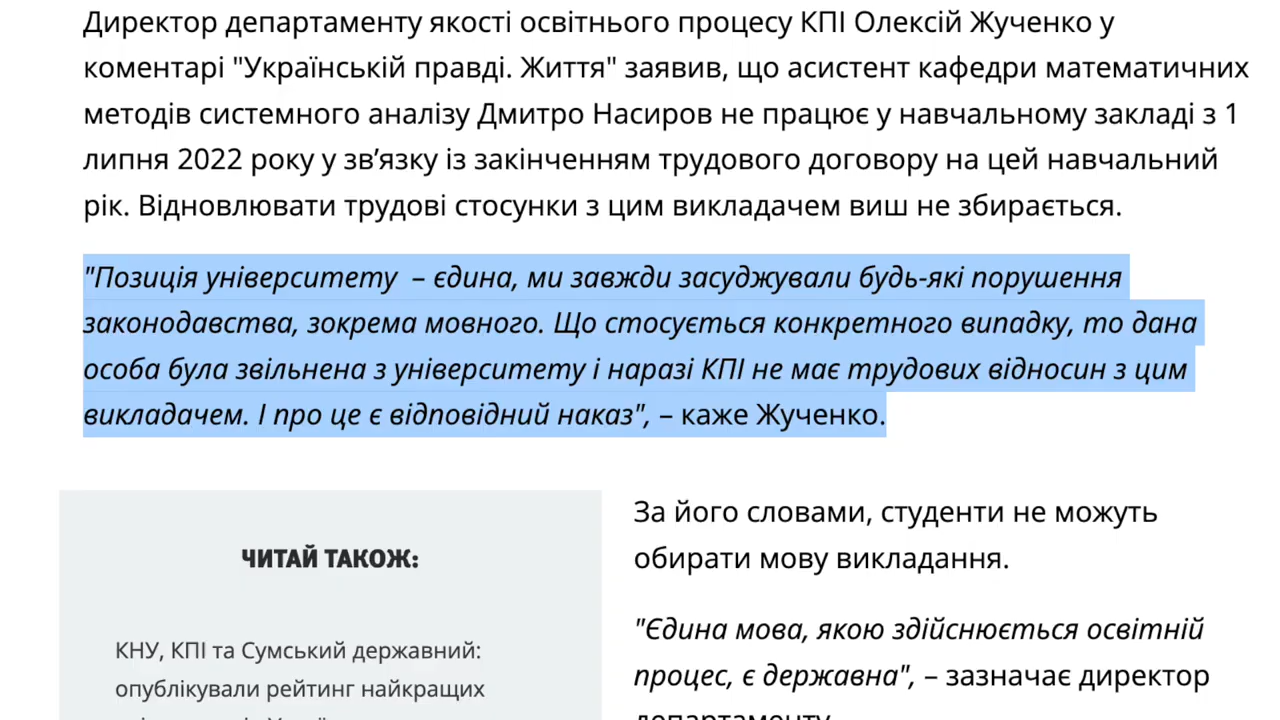 Директор департаменту якості освітнього процесу КПІ Олексій Жученко у
коментарі "Українській правді. Життя" заявив, що асистент кафедри математичних
методів системного аналізу Дмитро Насиров не працює у навчальному закладі з 1
липня 2022 року у зв’язку із закінченням трудового договору на цей навчальний
рік. Відновлювати трудові стосунки з цим викладачем виш не збирається.
"Позиція університету – єдина, ми завжди засуджували будь-які порушення
законодавства, зокрема мовного. Що стосується конкретного випадку, то дана
особа була звільнена з університету і наразі КПІ не має трудових відносин з цим
викладачем. І про це є відповідний наказ", – каже Жученко.
ЧИТАЙ ТАКОЖ:
КНУ, КПІ та Сумський державний:
опублікували рейтинг найкращих
За його словами, студенти не можуть
обирати мову викладання.
"Єдина мова, якою здійснюється освітній
процес, є державна", – зазначає директор
департаменту.